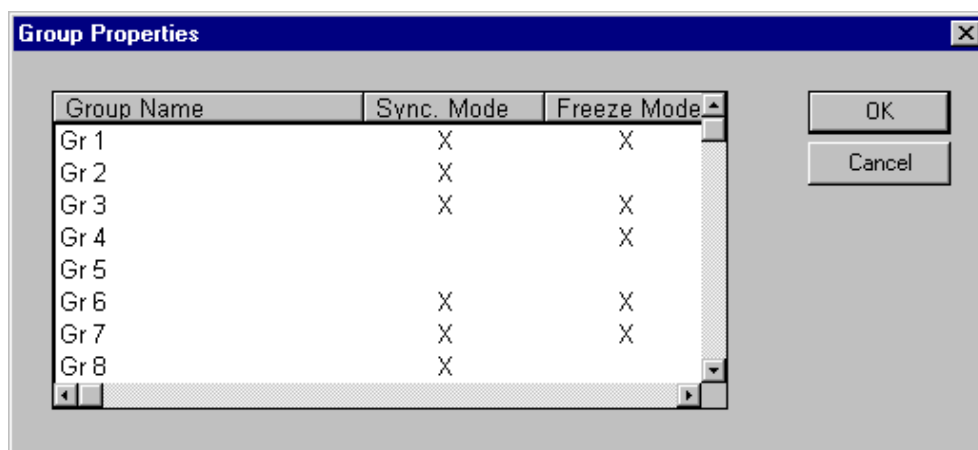 Group Properties
Group Name Sync. Mode Freeze Mode
Gr 1 X X
Gr 2 X
Gr 3 X X
Gr 4 X
Gr 5
Gr 6 X X
Gr 7 X X
Gr 8 X
OK
Cancel